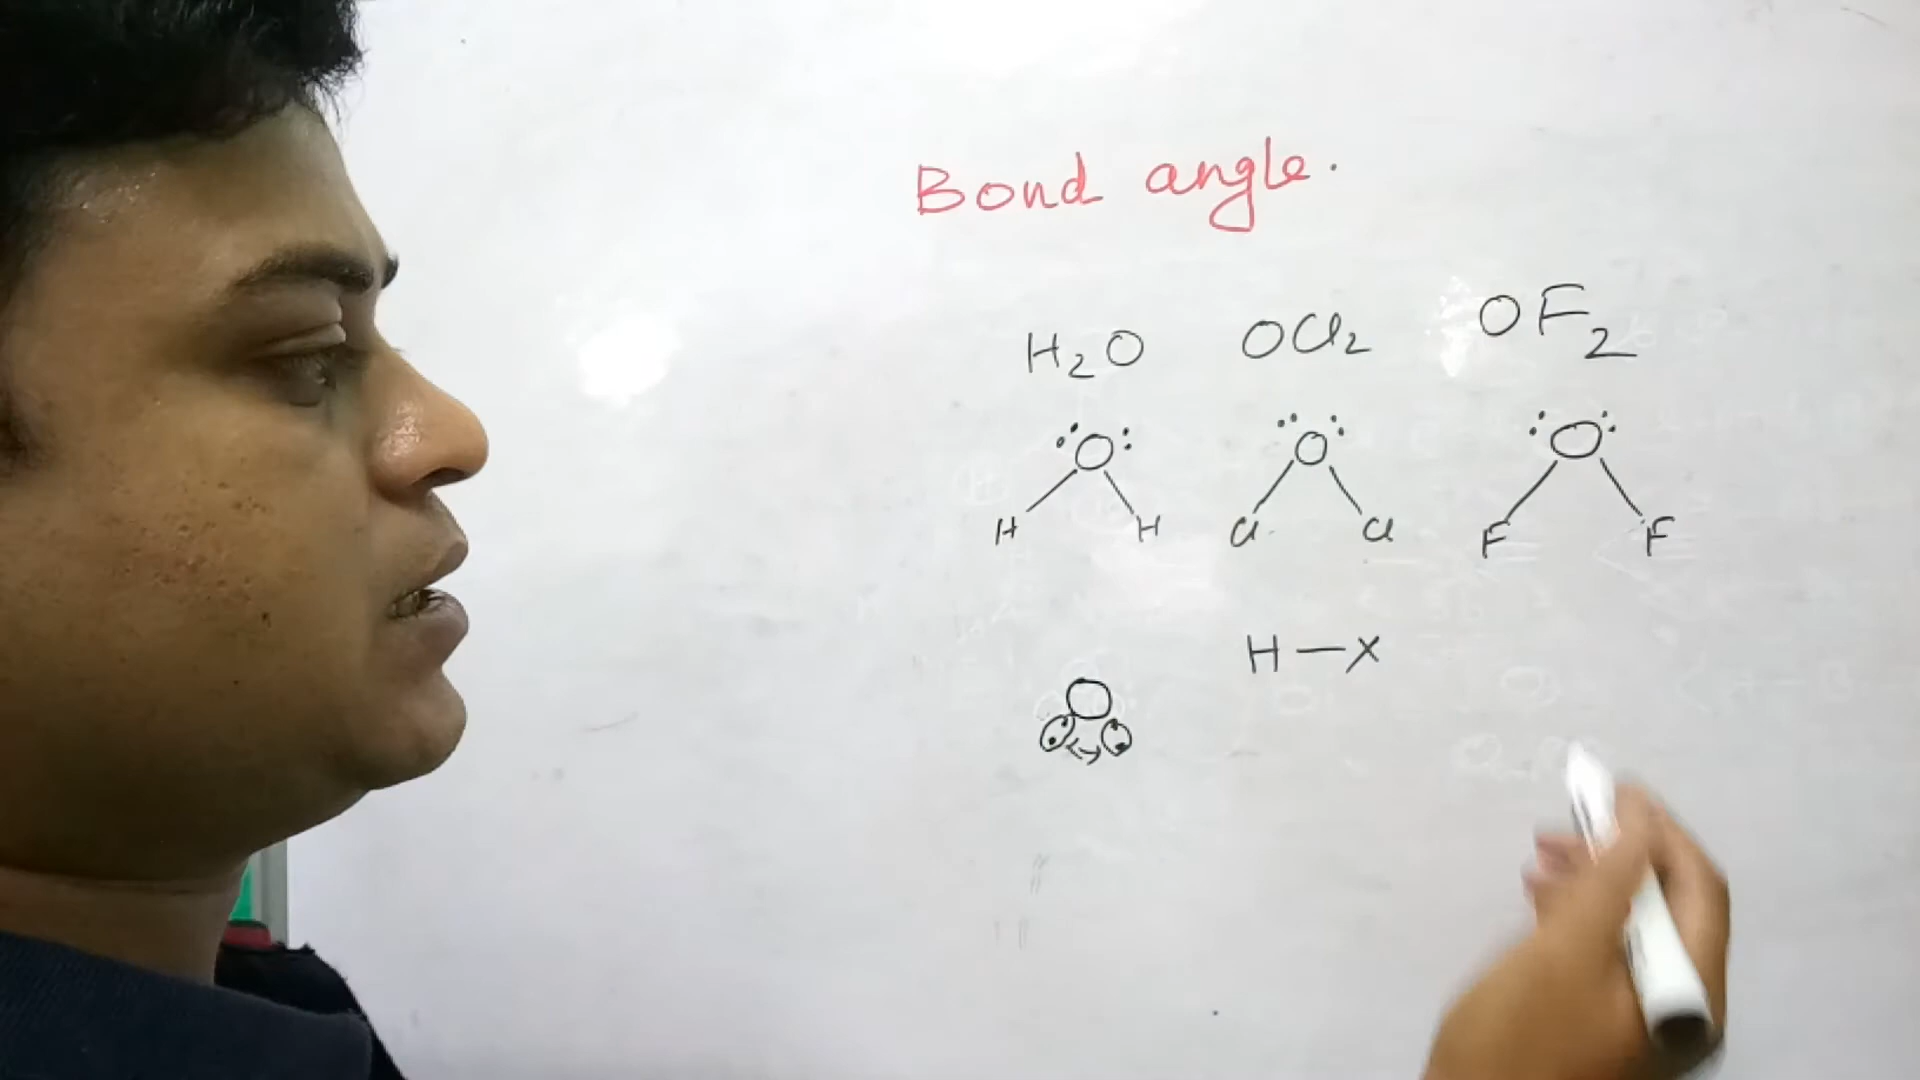 Bond angle.
H2O OCl2 OF2
O O O
H H Cl Cl F F
H—X
O